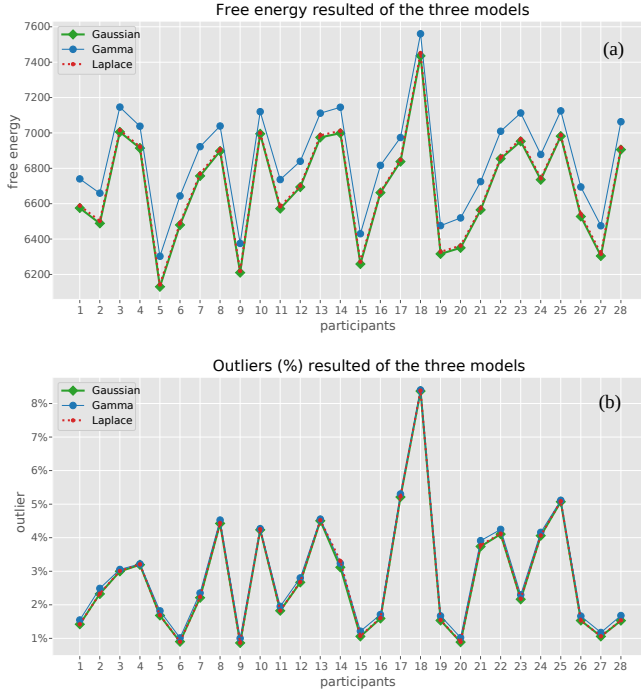 Free energy resulted of the three models
7600
7400
7200
7000
6800
6600
6400
6200
free energy
Gaussian
Gamma
Laplace
(a)
1 2 3 4 5 6 7 8 9 10 11 12 13 14 15 16 17 18 19 20 21 22 23 24 25 26 27 28
participants
Outliers (%) resulted of the three models
8%
7%
6%
5%
4%
3%
2%
1%
outlier
Gaussian
Gamma
Laplace
(b)
1 2 3 4 5 6 7 8 9 10 11 12 13 14 15 16 17 18 19 20 21 22 23 24 25 26 27 28
participants